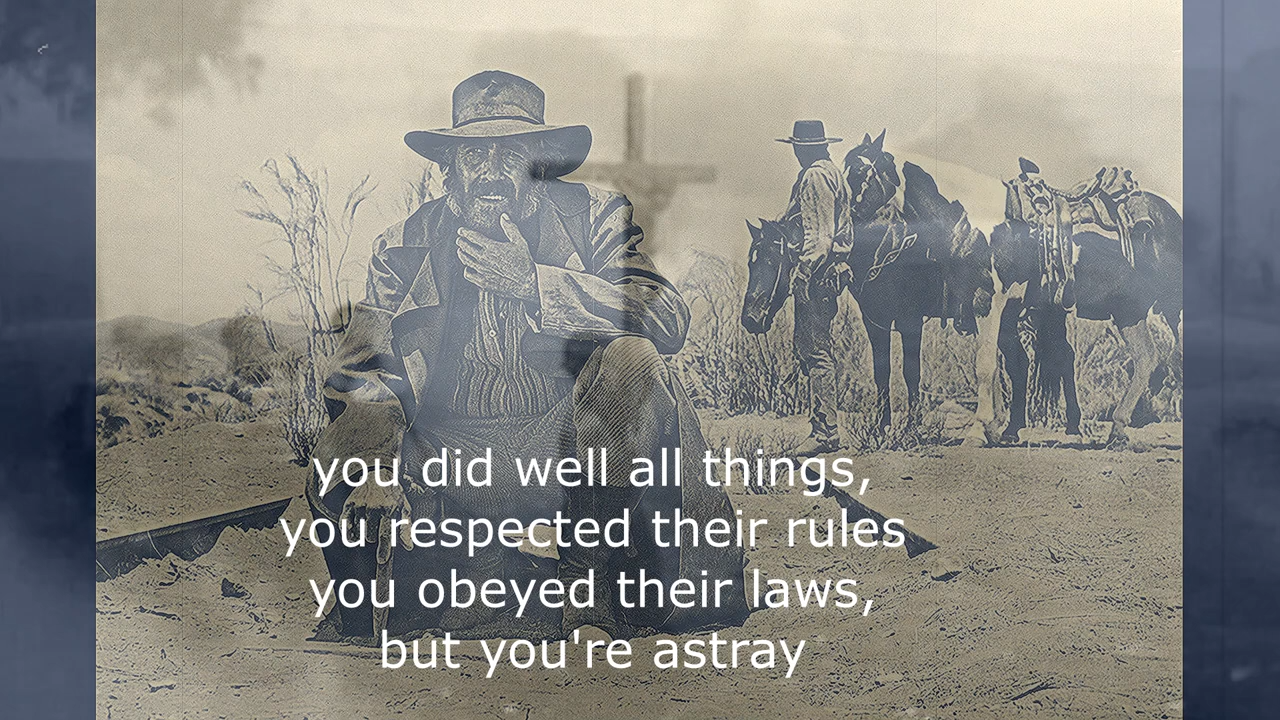 you did well all things,
you respected their rules
you obeyed their laws,
but you're astray